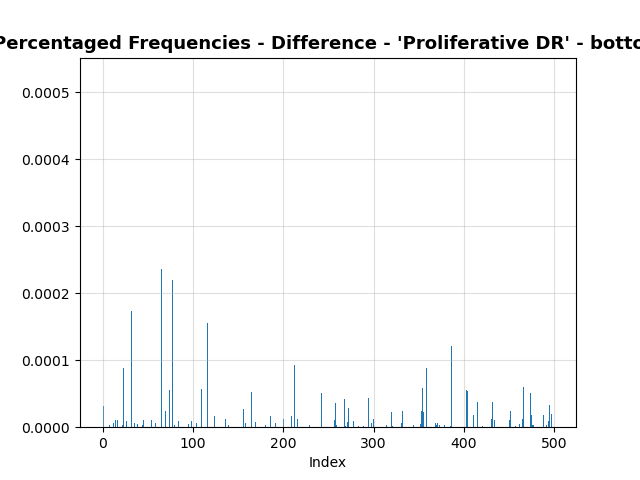 Percentaged Frequencies - Difference - 'Proliferative DR' - botto
0.0005
0.0004
0.0003
0.0002
0.0001
0.0000
0 100 200 300 400 500
Index